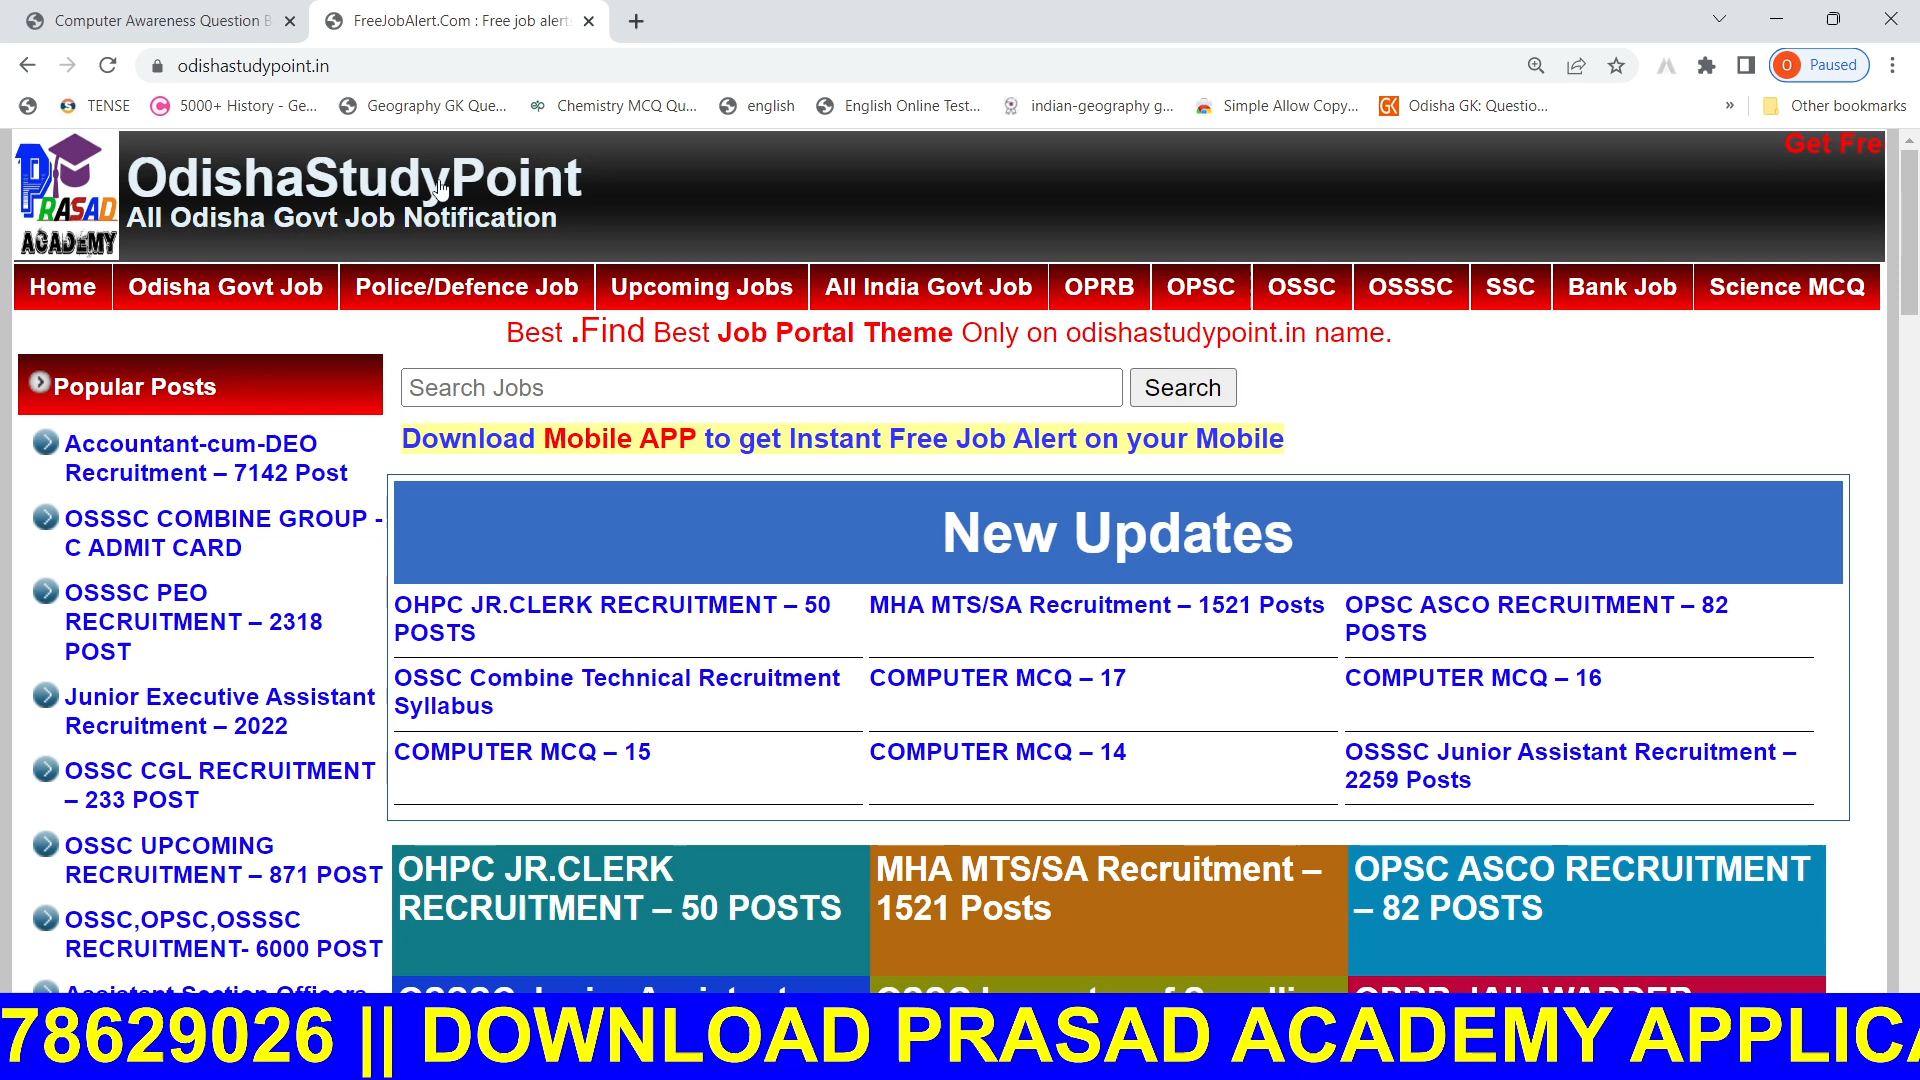 Computer Awareness Question B
FreeJobAlert.Com : Free job alert
odishastudypoint.in
O Paused
TENSE
5000+ History - Ge...
Geography GK Que...
Chemistry MCQ Qu...
english
English Online Test...
indian-geography g...
Simple Allow Copy...
GK Odisha GK: Questio...
»
Other bookmarks
PRASAD
ACADEMY
OdishaStudyPoint
All Odisha Govt Job Notification
Get Fre
Home
Odisha Govt Job
Police/Defence Job
Upcoming Jobs
All India Govt Job
OPRB
OPSC
OSSC
OSSSC
SSC
Bank Job
Science MCQ
Best .Find Best Job Portal Theme Only on odishastudypoint.in name.
Popular Posts
Accountant-cum-DEO
Recruitment – 7142 Post
OSSSC COMBINE GROUP -
C ADMIT CARD
OSSSC PEO
RECRUITMENT – 2318
POST
Junior Executive Assistant
Recruitment – 2022
OSSC CGL RECRUITMENT
– 233 POST
OSSC UPCOMING
RECRUITMENT – 871 POST
OSSC,OPSC,OSSSC
RECRUITMENT- 6000 POST
Assistant Section Officers
Search Jobs
Search
Download Mobile APP to get Instant Free Job Alert on your Mobile
New Updates
OHPC JR.CLERK RECRUITMENT – 50
POSTS
MHA MTS/SA Recruitment – 1521 Posts
OPSC ASCO RECRUITMENT – 82
POSTS
OSSC Combine Technical Recruitment
Syllabus
COMPUTER MCQ – 17
COMPUTER MCQ – 16
COMPUTER MCQ – 15
COMPUTER MCQ – 14
OSSSC Junior Assistant Recruitment –
2259 Posts
OHPC JR.CLERK
RECRUITMENT – 50 POSTS
MHA MTS/SA Recruitment –
1521 Posts
OPSC ASCO RECRUITMENT
– 82 POSTS
78629026 || DOWNLOAD PRASAD ACADEMY APPLICA